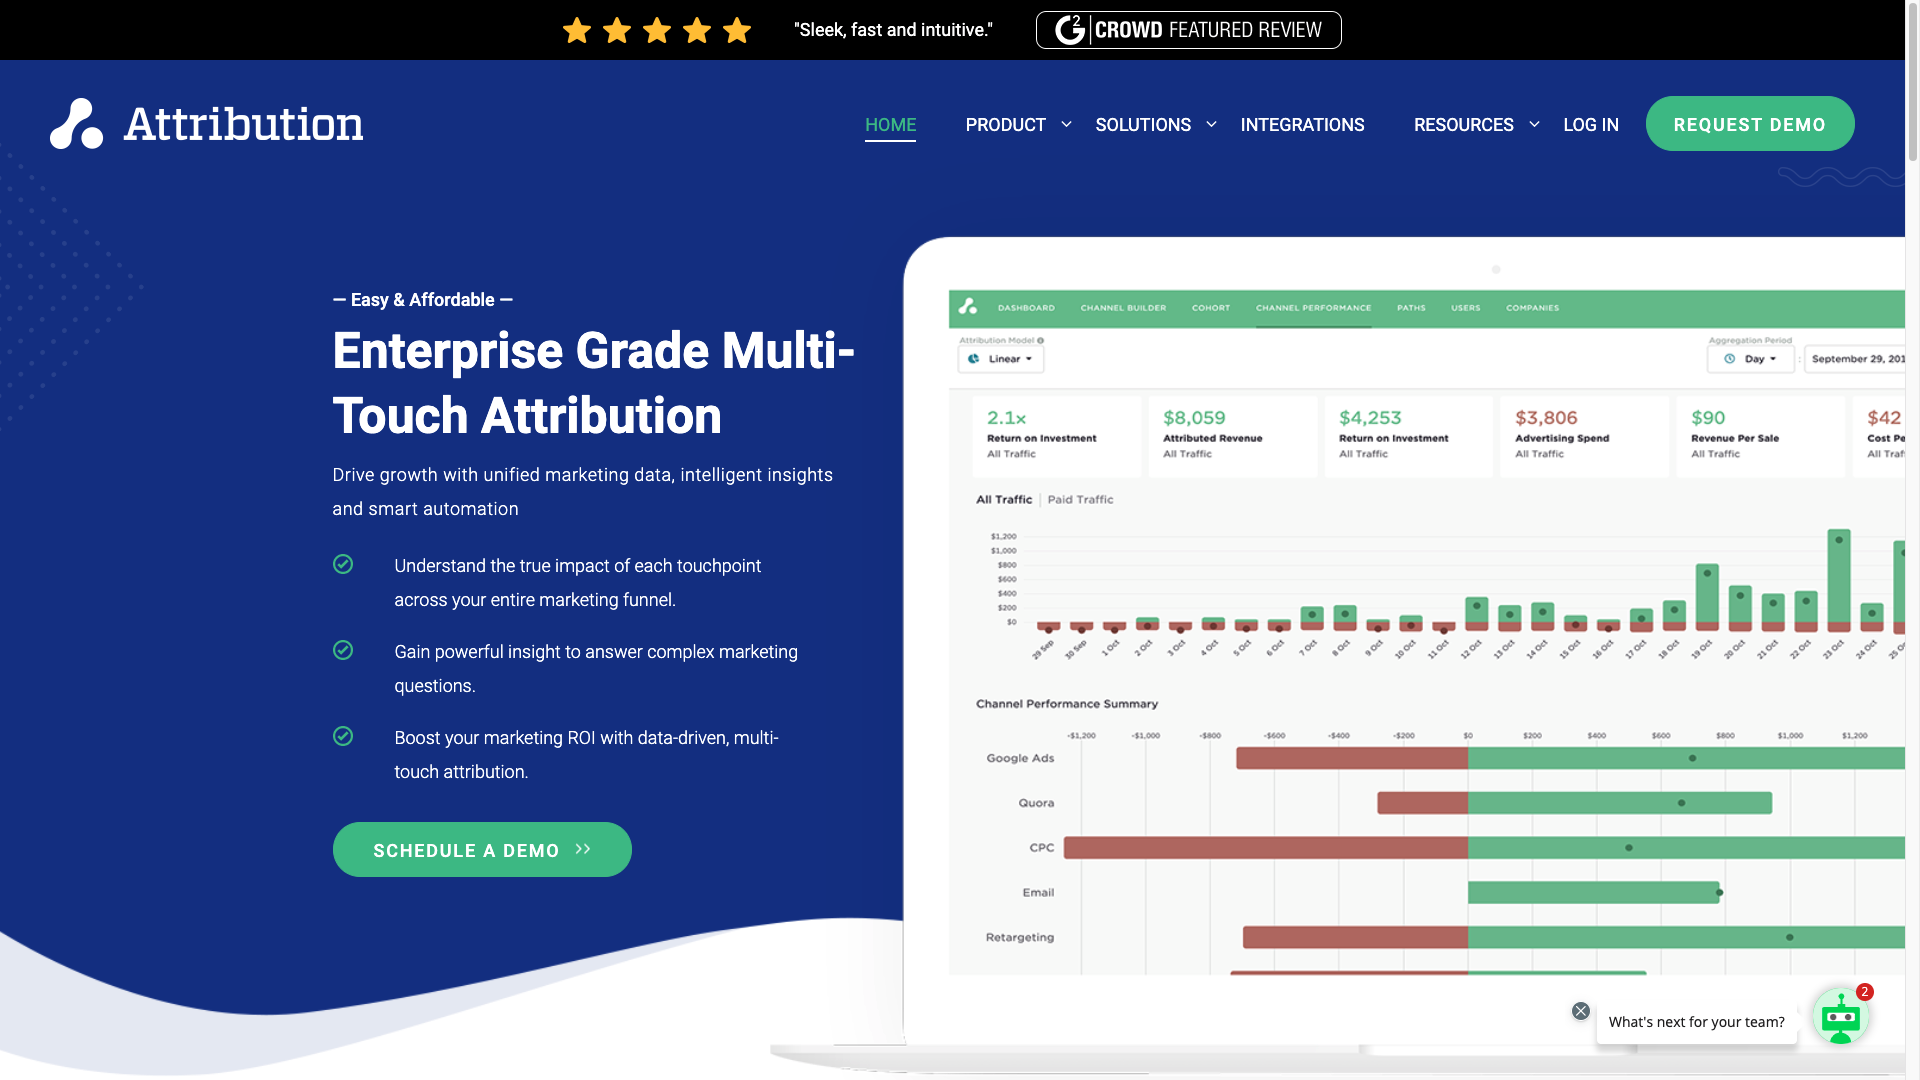 "Sleek, fast and intuitive."
G2 CROWD FEATURED REVIEW
Attribution
HOME
PRODUCT
SOLUTIONS
INTEGRATIONS
RESOURCES
LOG IN
REQUEST DEMO
— Easy & Affordable —
Enterprise Grade Multi-
Touch Attribution
Drive growth with unified marketing data, intelligent insights
and smart automation
Understand the true impact of each touchpoint
across your entire marketing funnel.
Gain powerful insight to answer complex marketing
questions.
Boost your marketing ROI with data-driven, multi-
touch attribution.
SCHEDULE A DEMO
DASHBOARD CHANNEL BUILDER COHORT CHANNEL PERFORMANCE PATHS USERS COMPANIES
Attribution Model
Linear
Aggregation Period
Day : September 29, 201
2.1x
Return on Investment
All Traffic
$8,059
Attributed Revenue
All Traffic
$4,253
Return on Investment
All Traffic
$3,806
Advertising Spend
All Traffic
$90
Revenue Per Sale
All Traffic
$42
Cost Pe
All Traf
All Traffic | Paid Traffic
$1,200
$1,000
$800
$600
$400
$200
$0
29 Sep 30 Sep 1 Oct 2 Oct 3 Oct 4 Oct 5 Oct 6 Oct 7 Oct 8 Oct 9 Oct 10 Oct 11 Oct 12 Oct 13 Oct 14 Oct 15 Oct 16 Oct 17 Oct 18 Oct 19 Oct 20 Oct 21 Oct 22 Oct 23 Oct 24 Oct 25 O
Channel Performance Summary
-$1,200 -$1,000 -$800 -$600 -$400 -$200 $0 $200 $400 $600 $800 $1,000 $1,200
Google Ads
Quora
CPC
Email
Retargeting
What's next for your team?
2